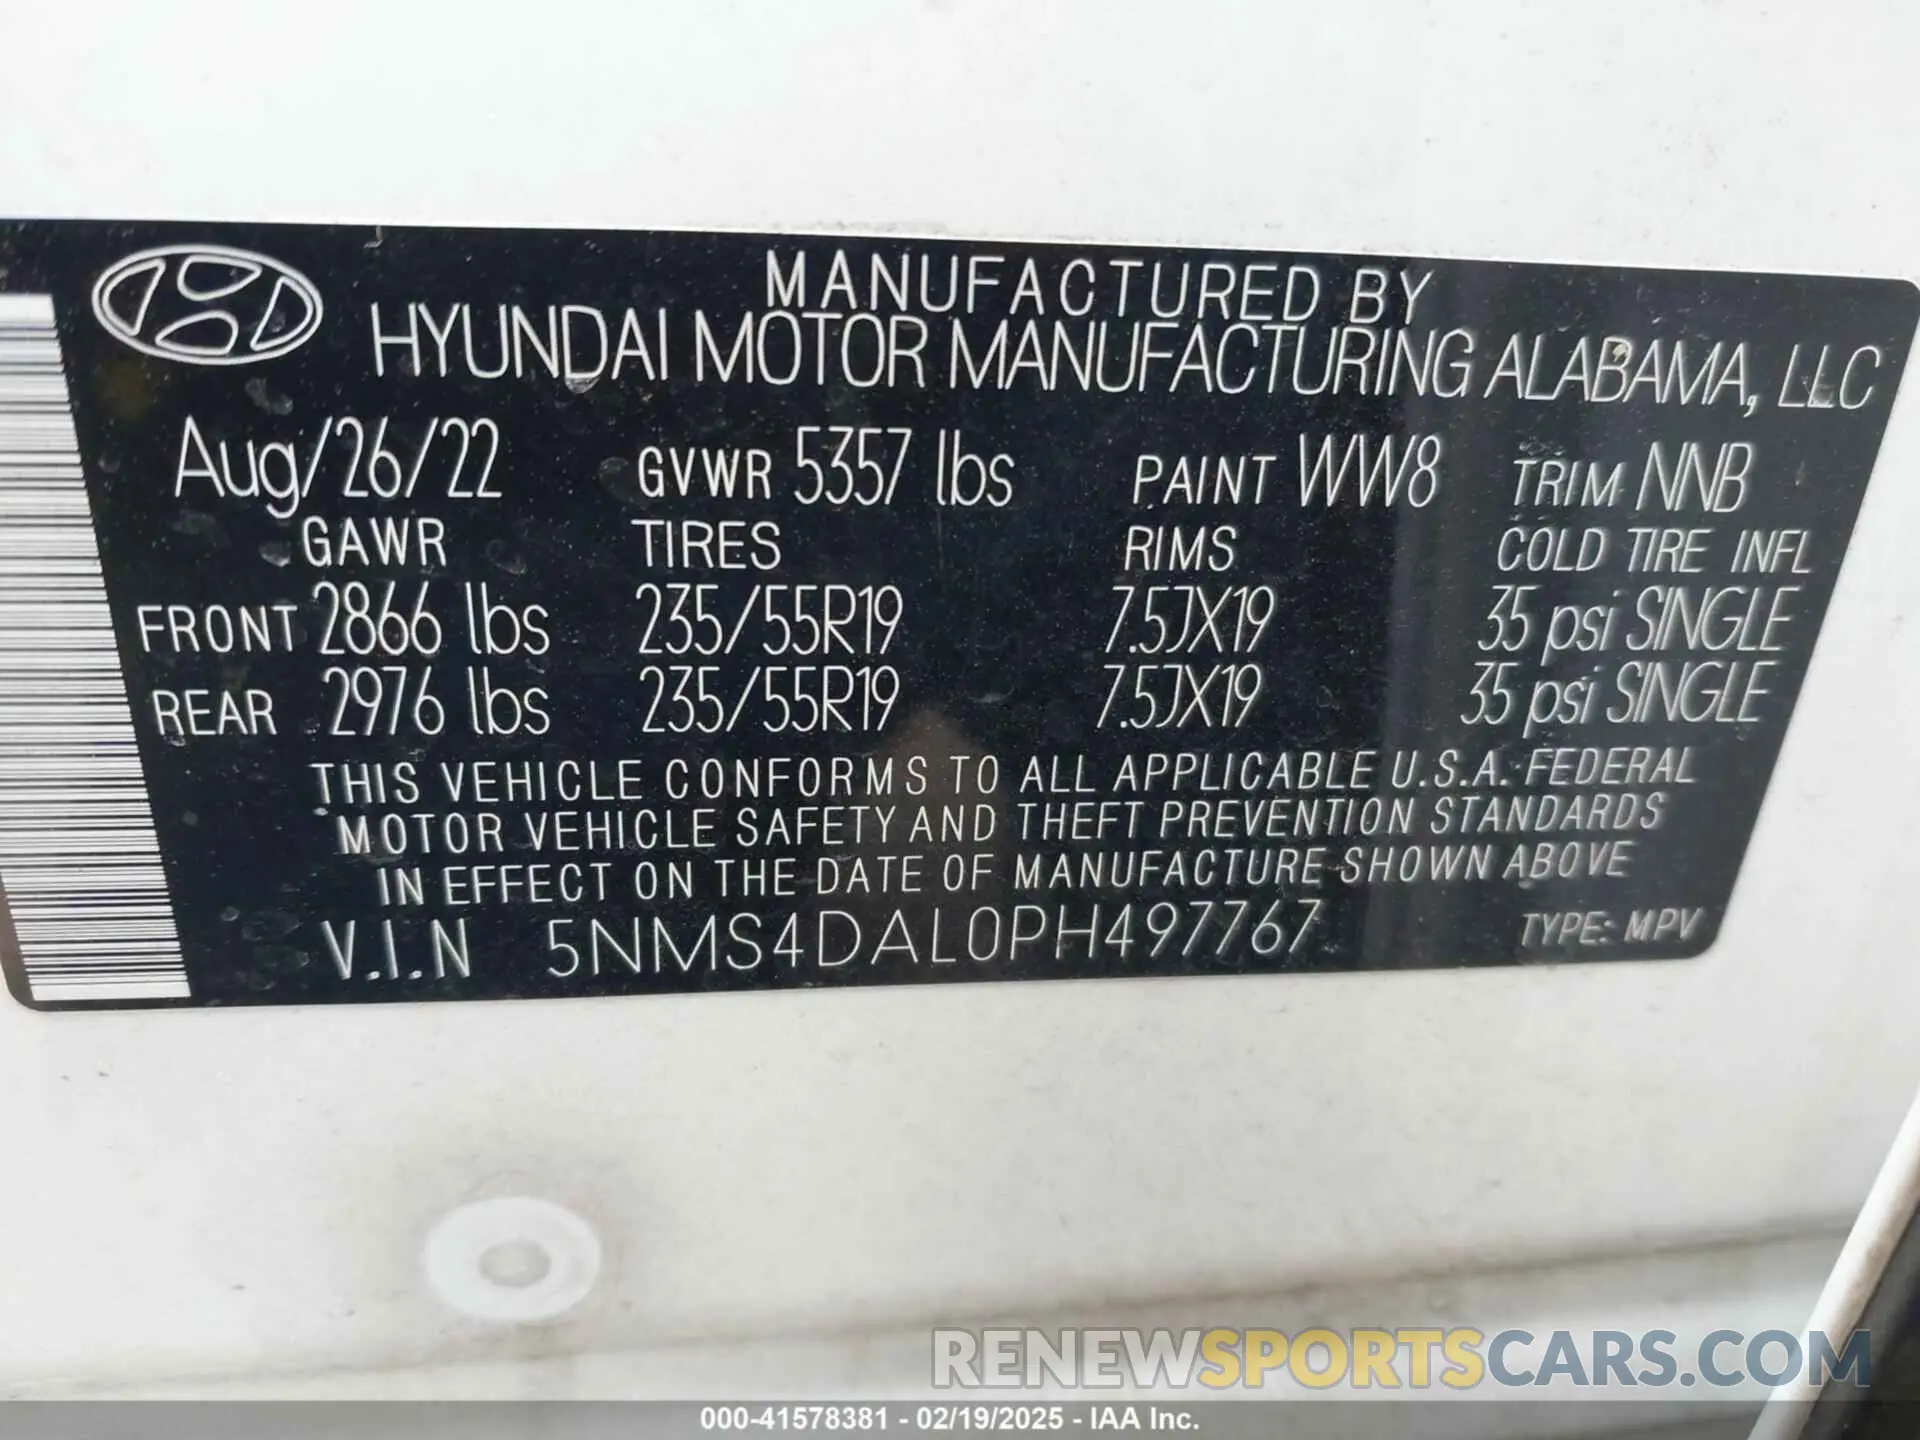 MANUFACTURED BY
HYUNDAI MOTOR MANUFACTURING ALABAMA, LLC
Aug/26/22 GVWR 5357 lbs PAINT WW8 TRIM NNB
GAWR TIRES RIMS COLD TIRE INFL
FRONT 2866 lbs 235/55R19 7.5JX19 35 psi SINGLE
REAR 2976 lbs 235/55R19 7.5JX19 35 psi SINGLE
THIS VEHICLE CONFORMS TO ALL APPLICABLE U.S.A. FEDERAL
MOTOR VEHICLE SAFETY AND THEFT PREVENTION STANDARDS
IN EFFECT ON THE DATE OF MANUFACTURE SHOWN ABOVE
V.I.N 5NMS4DAL0PH497767 TYPE: MPV
RENEWSPORTSCARS.COM
000-41578381 - 02/19/2025 - IAA Inc.